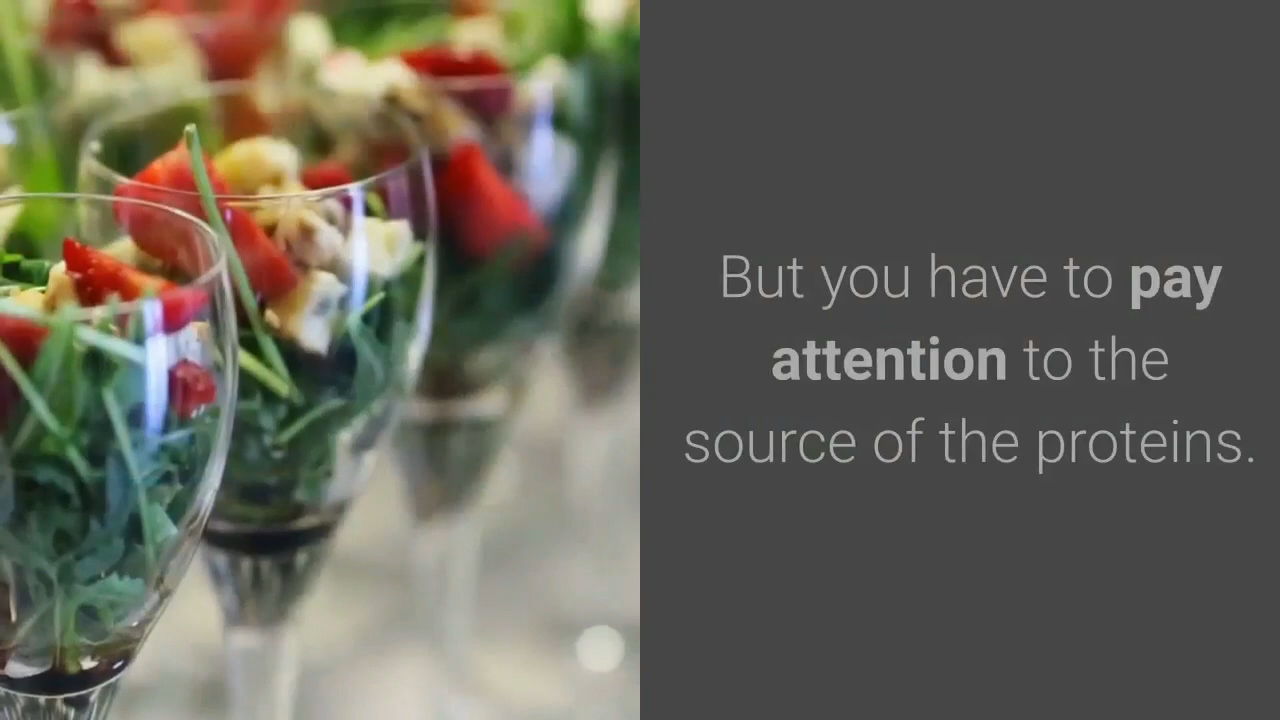 But you have to pay
attention to the
source of the proteins.